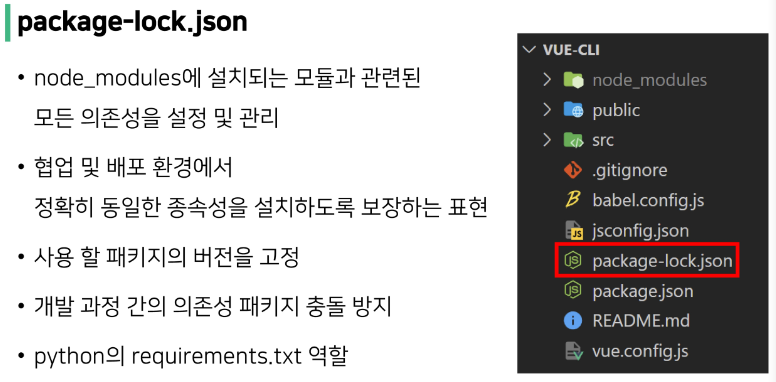 package-lock.json
• node_modules에 설치되는 모듈과 관련된
모든 의존성을 설정 및 관리
• 협업 및 배포 환경에서
정확히 동일한 종속성을 설치하도록 보장하는 표현
• 사용 할 패키지의 버전을 고정
• 개발 과정 간의 의존성 패키지 충돌 방지
• python의 requirements.txt 역할
VUE-CLI
node_modules
public
src
.gitignore
babel.config.js
jsconfig.json
package-lock.json
package.json
README.md
vue.config.js